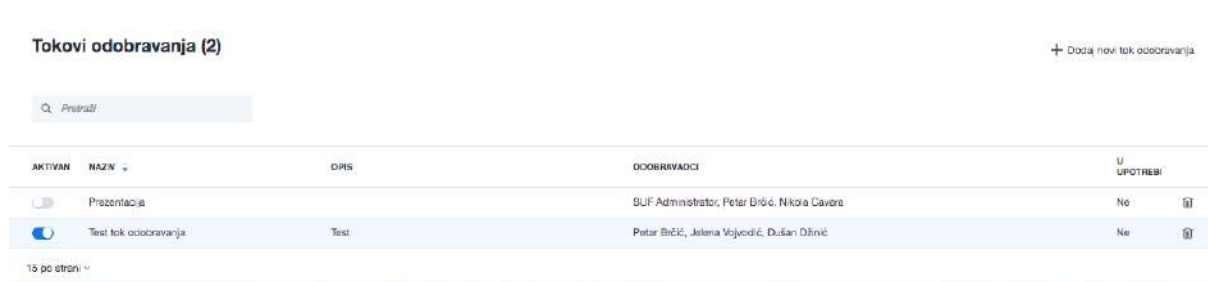 Tokovi odobravanja (2)
+ Dodaj novi tok odobravanja
Pretraži
AKTIVAN NAZIV OPIS ODOBRAVAOCI U UPOTREBI
Prezentacija SUF Administrator, Petar Brčić, Nikola Cavara Ne
Test tok odobravanja Test Petar Brčić, Jelena Vojvodić, Dušan Džinić Ne
15 po strani